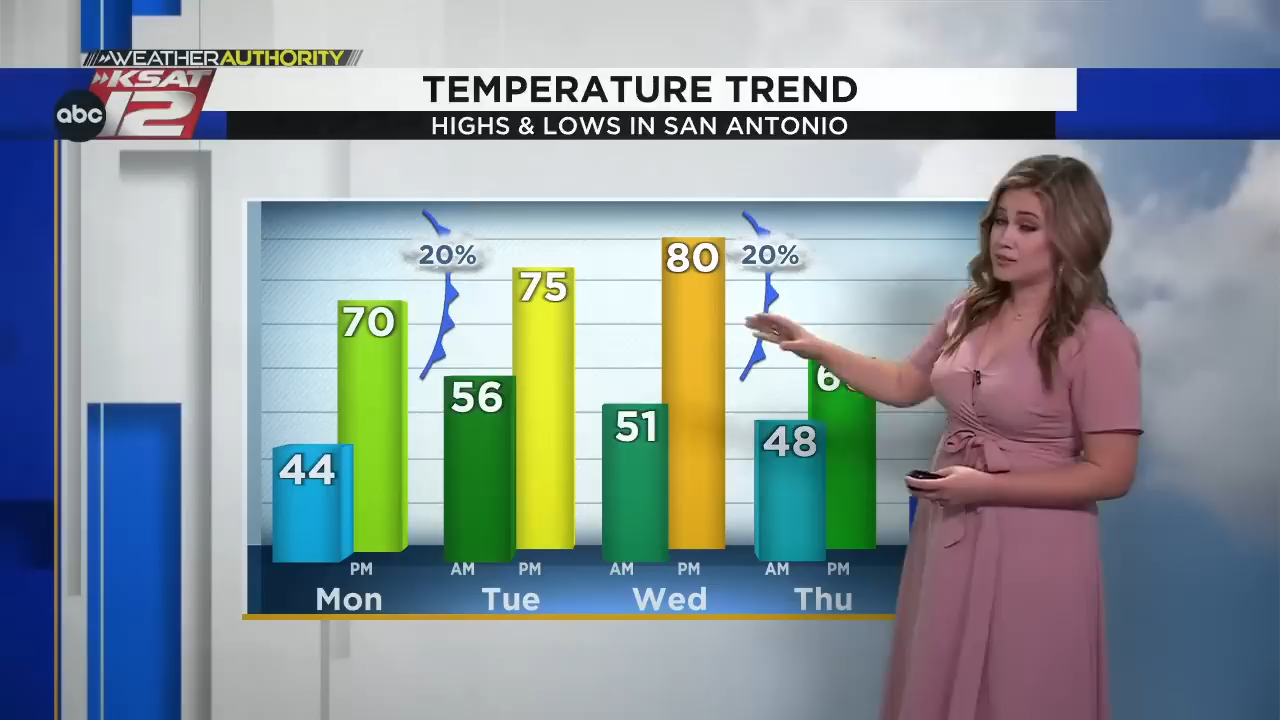 WEATHERAUTHORITY
KSAT
abc 12
TEMPERATURE TREND
HIGHS & LOWS IN SAN ANTONIO
20% 20%
80
75
70
56
51
48
44
PM AM PM AM PM AM PM
Mon Tue Wed Thu